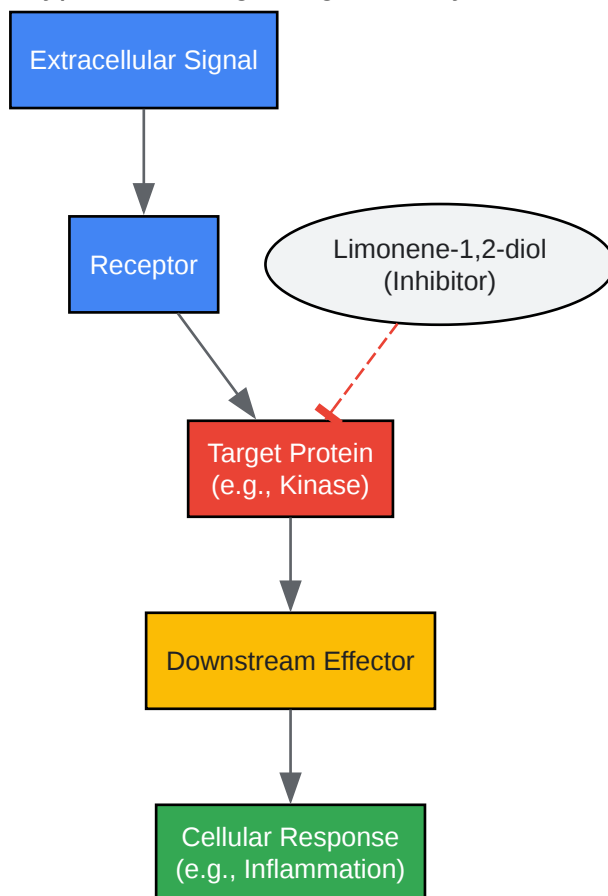 Extracellular Signal
Receptor
Limonene-1,2-diol
(Inhibitor)
Target Protein
(e.g., Kinase)
Downstream Effector
Cellular Response
(e.g., Inflammation)